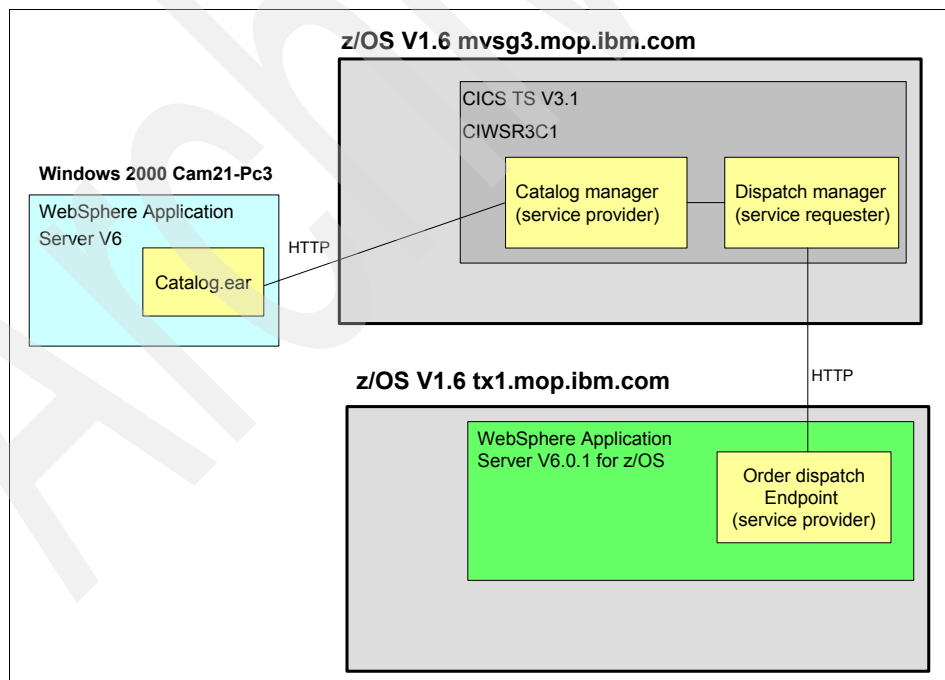 z/OS V1.6 mvsg3.mop.ibm.com
CICS TS V3.1
CIWSR3C1
Catalog manager
(service provider)
Dispatch manager
(service requester)
Windows 2000 Cam21-Pc3
WebSphere Application
Server V6
Catalog.ear
HTTP
HTTP
z/OS V1.6 tx1.mop.ibm.com
WebSphere Application
Server V6.0.1 for z/OS
Order dispatch
Endpoint
(service provider)